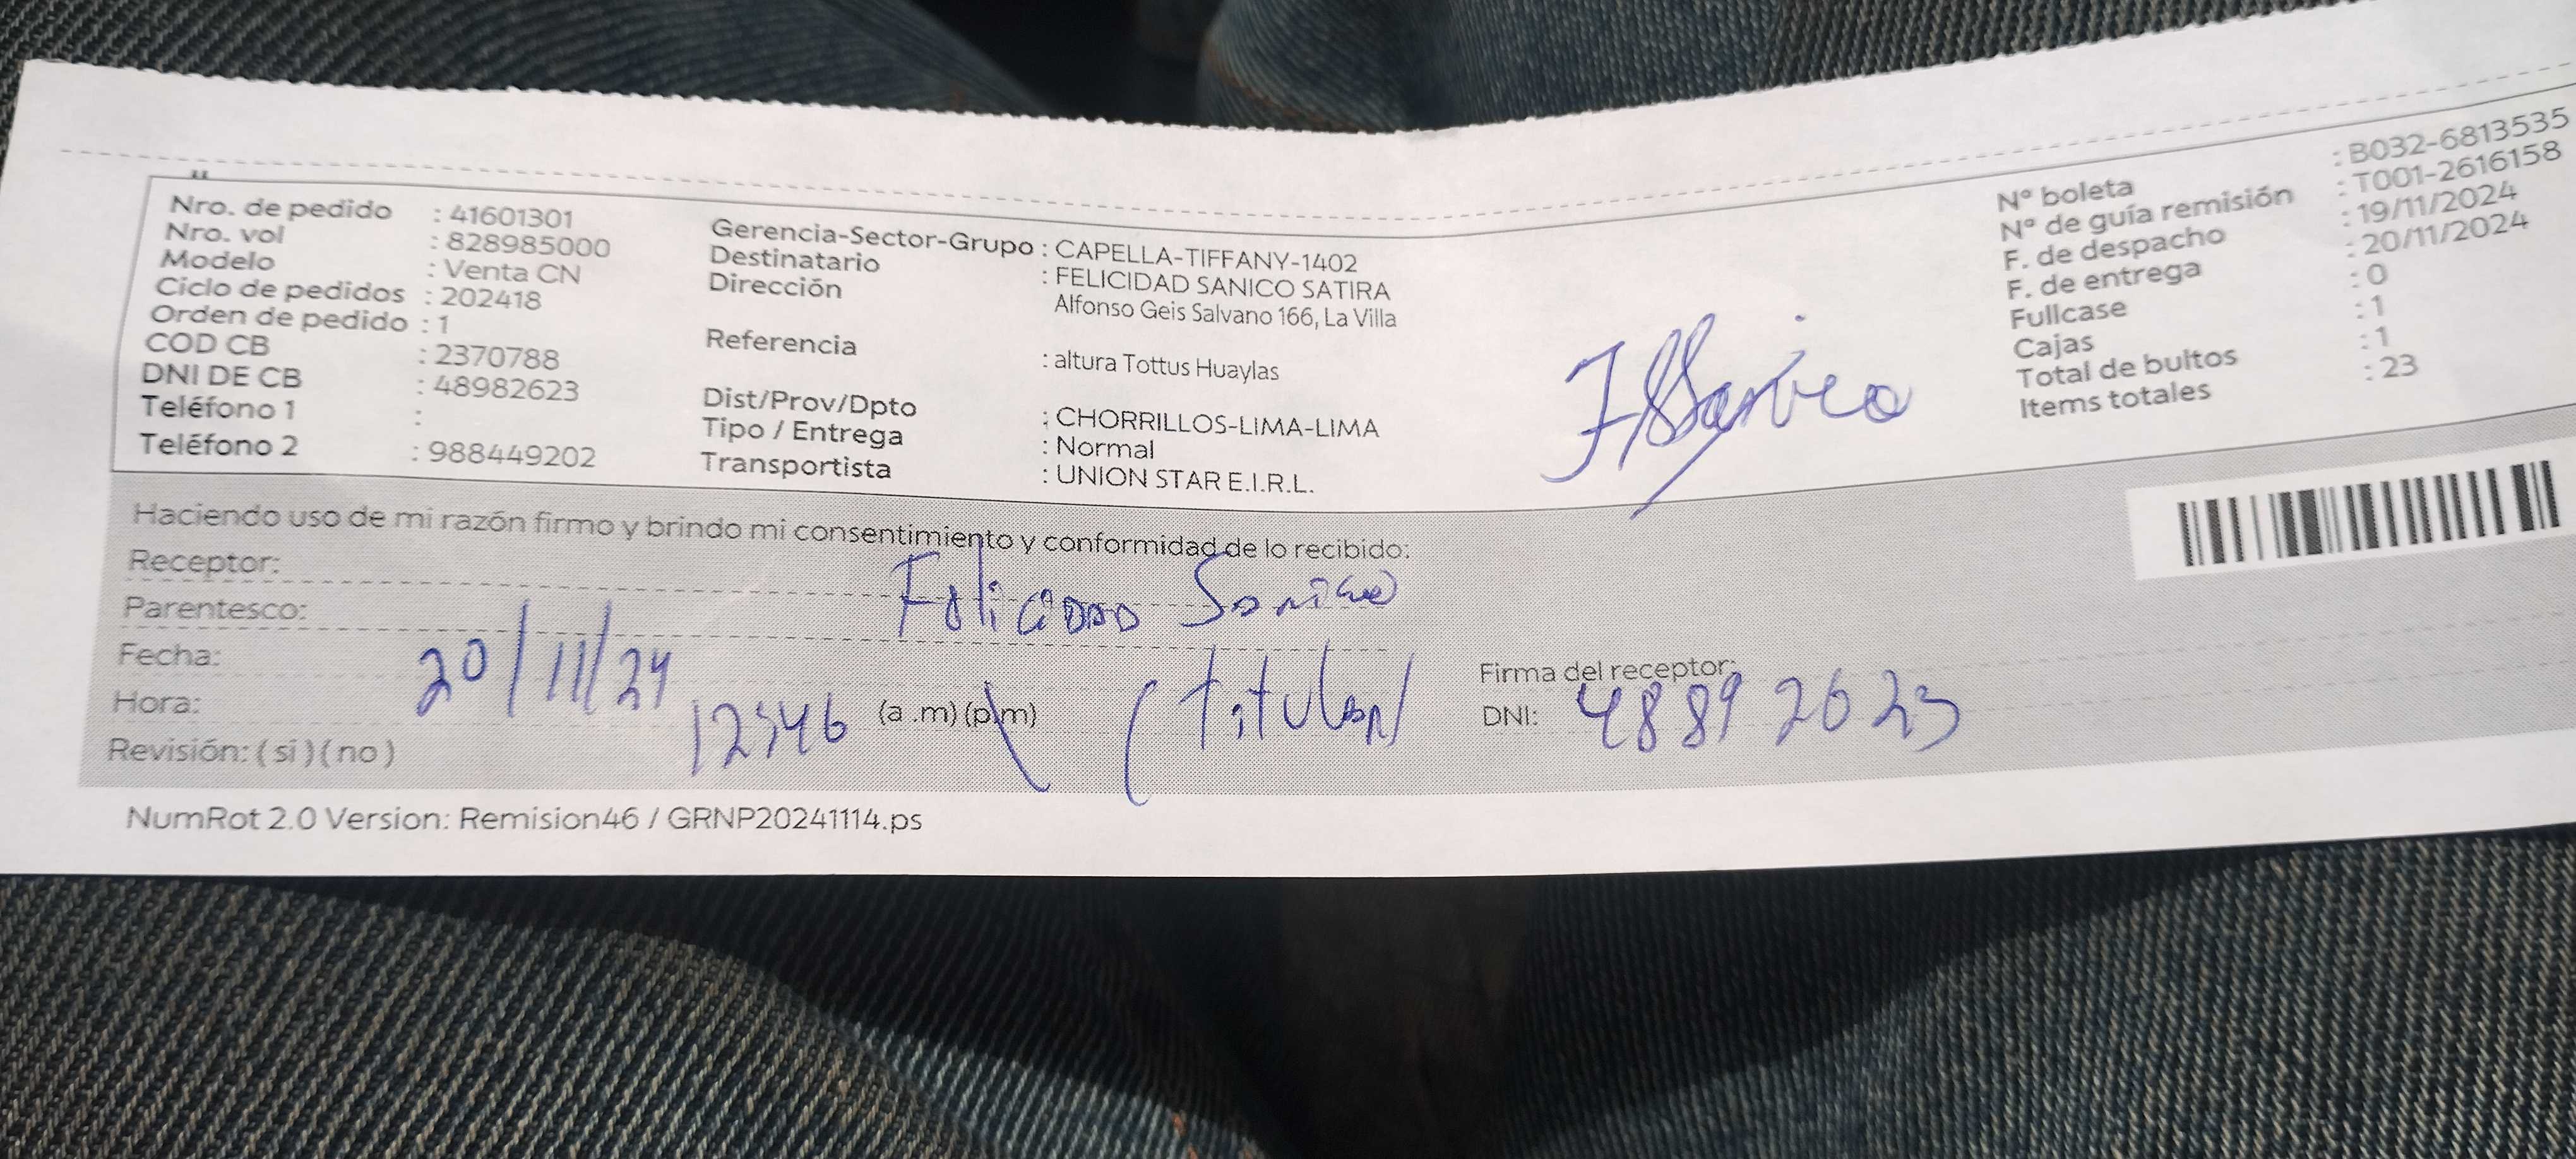 Nro. de pedido : 41601301
Nro. vol : 828985000
Modelo : Venta CN
Ciclo de pedidos : 202418
Orden de pedido : 1
COD CB : 2370788
DNI DE CB : 48982623
Teléfono 1 :
Teléfono 2 : 988449202
Gerencia-Sector-Grupo : CAPELLA-TIFFANY-1402
Destinatario : FELICIDAD SANICO SATIRA
Dirección Alfonso Geis Salvano 166, La Villa
Referencia : altura Tottus Huaylas
Dist/Prov/Dpto : CHORRILLOS-LIMA-LIMA
Tipo / Entrega : Normal
Transportista : UNION STAR E.I.R.L.
FSanico
Nº boleta : B032-6813535
Nº de guía remisión : T001-2616158
F. de despacho : 19/11/2024
F. de entrega : 20/11/2024
Fullcase : 0
Cajas : 1
Total de bultos : 1
Items totales : 23
Haciendo uso de mi razón firmo y brindo mi consentimiento y conformidad de lo recibido:
Receptor: Felicidad Sanico
Parentesco: (titular)
Fecha: 20/11/24
Firma del receptor:
Hora: 12:46 (a .m) (p.m)
DNI: 48892623
Revisión: ( si ) ( no )
NumRot 2.0 Version: Remision46 / GRNP20241114.ps